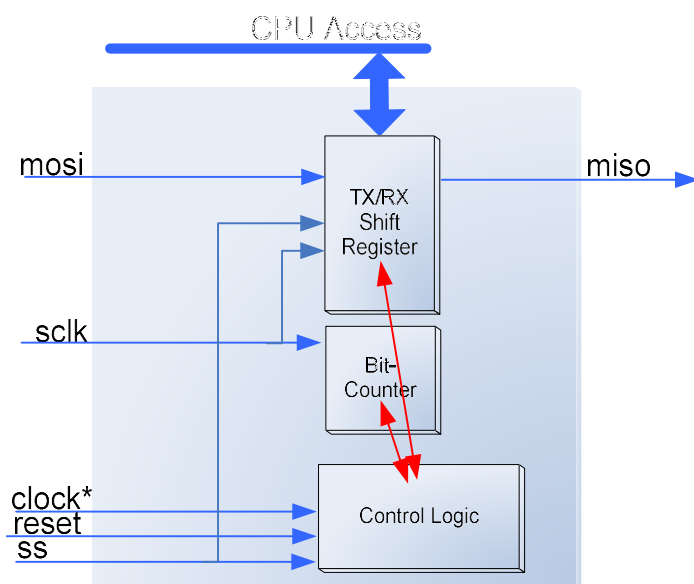 CPU Access
mosi
miso
TX/RX
Shift
Register
sclk
Bit-
Counter
clock*
reset
ss
Control Logic